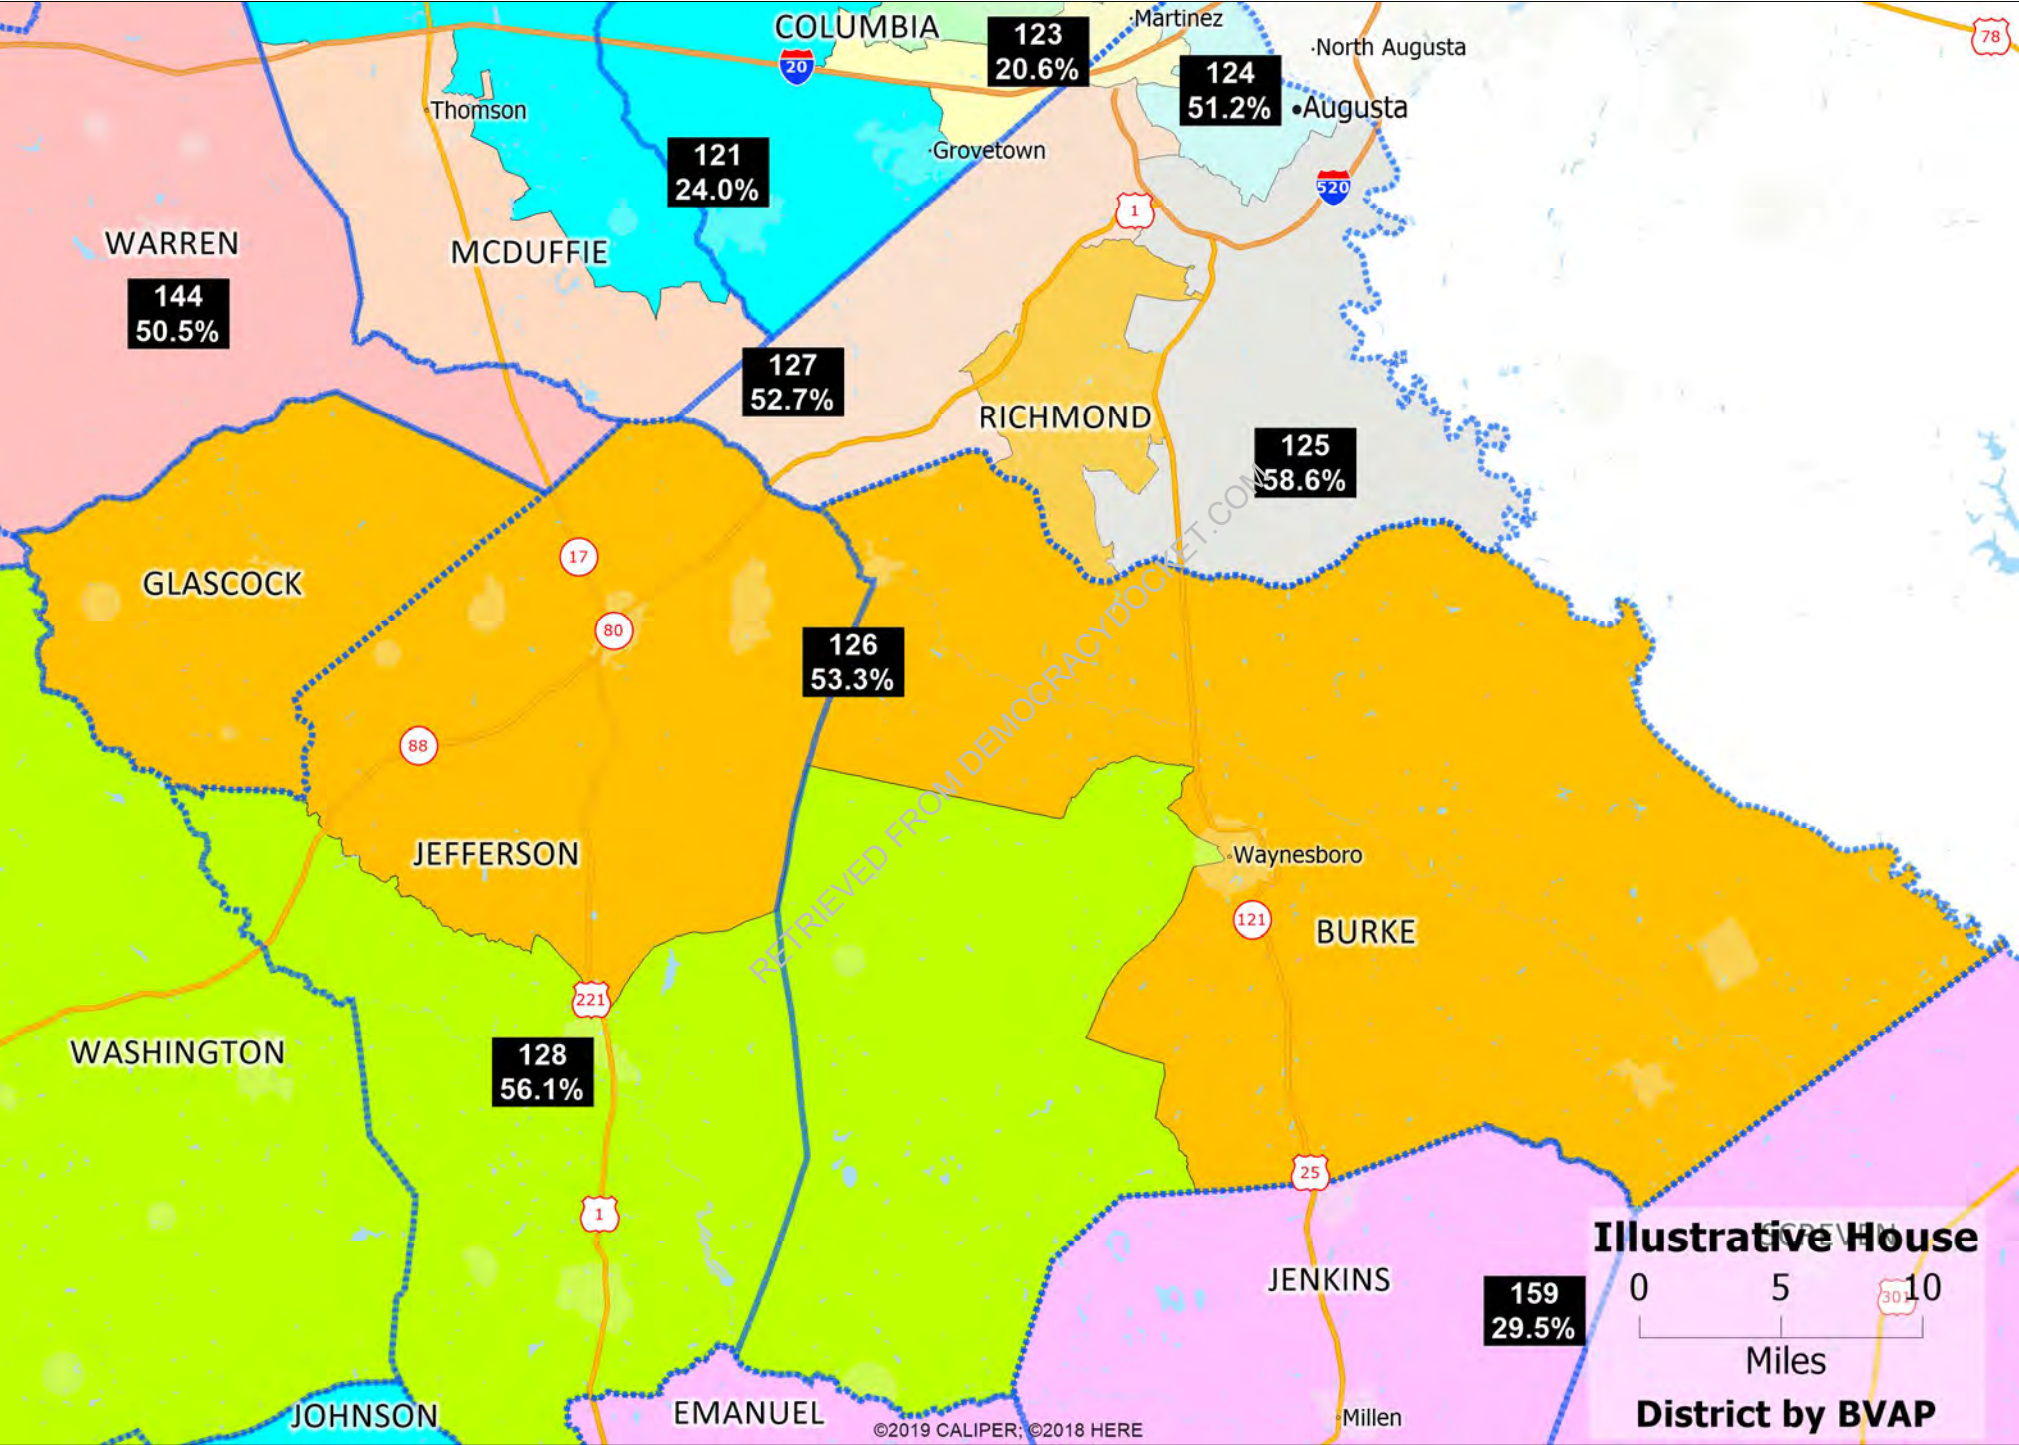 COLUMBIA
123
20.6%
Martinez
North Augusta
78
20
124
51.2%
Augusta
Thomson
Grovetown
121
24.0%
520
1
WARREN
MCDUFFIE
144
50.5%
127
52.7%
RICHMOND
125
58.6%
17
GLASCOCK
80
126
53.3%
88
RETRIEVED FROM DEMOCRACYDOCKET.COM
JEFFERSON
Waynesboro
121
BURKE
221
WASHINGTON
128
56.1%
25
1
SCREVEN
Illustrative House
JENKINS
159
29.5%
0 5 10
301
Miles
JOHNSON
EMANUEL
Millen
District by BVAP
©2019 CALIPER; ©2018 HERE